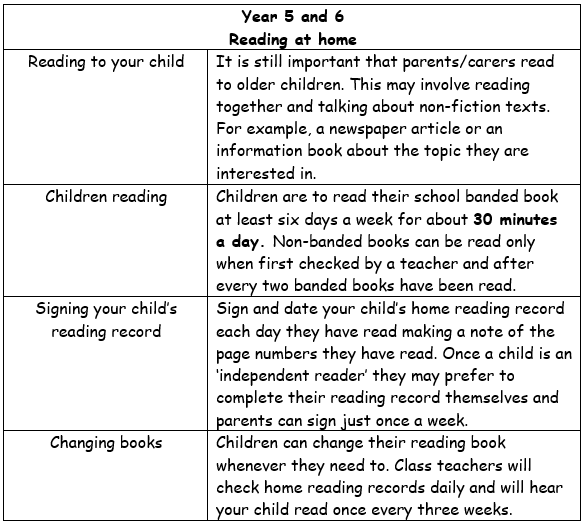 Year 5 and 6
Reading at home
Reading to your child
It is still important that parents/carers read
to older children. This may involve reading
together and talking about non-fiction texts.
For example, a newspaper article or an
information book about the topic they are
interested in.
Children reading
Children are to read their school banded book
at least six days a week for about 30 minutes
a day. Non-banded books can be read only
when first checked by a teacher and after
every two banded books have been read.
Signing your child’s
reading record
Sign and date your child’s home reading record
each day they have read making a note of the
page numbers they have read. Once a child is an
‘independent reader’ they may prefer to
complete their reading record themselves and
parents can sign just once a week.
Changing books
Children can change their reading book
whenever they need to. Class teachers will
check home reading records daily and will hear
your child read once every three weeks.